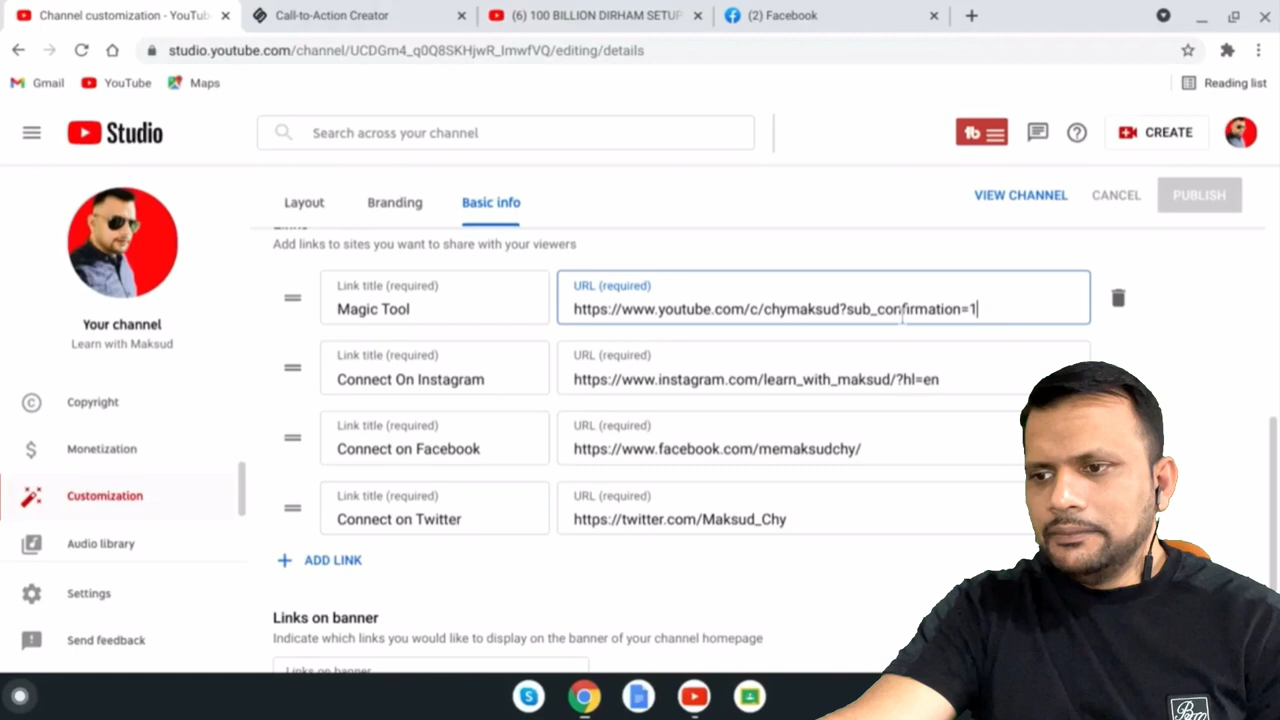 Channel customization - YouTub
Call-to-Action Creator
(6) 100 BILLION DIRHAM SETUP
(2) Facebook
studio.youtube.com/channel/UCDGm4_q0Q8SKHjwR_ImwfVQ/editing/details
Gmail
YouTube
Maps
Reading list
Studio
Search across your channel
CREATE
Layout
Branding
Basic info
VIEW CHANNEL
CANCEL
PUBLISH
Add links to sites you want to share with your viewers
Link title (required)
Magic Tool
URL (required)
https://www.youtube.com/c/chymaksud?sub_confirmation=1
Link title (required)
Connect On Instagram
URL (required)
https://www.instagram.com/learn_with_maksud/?hl=en
Link title (required)
Connect on Facebook
URL (required)
https://www.facebook.com/memaksudchy/
Link title (required)
Connect on Twitter
URL (required)
https://twitter.com/Maksud_Chy
ADD LINK
Links on banner
Indicate which links you would like to display on the banner of your channel homepage
Links on banner
Your channel
Learn with Maksud
Copyright
Monetization
Customization
Audio library
Settings
Send feedback